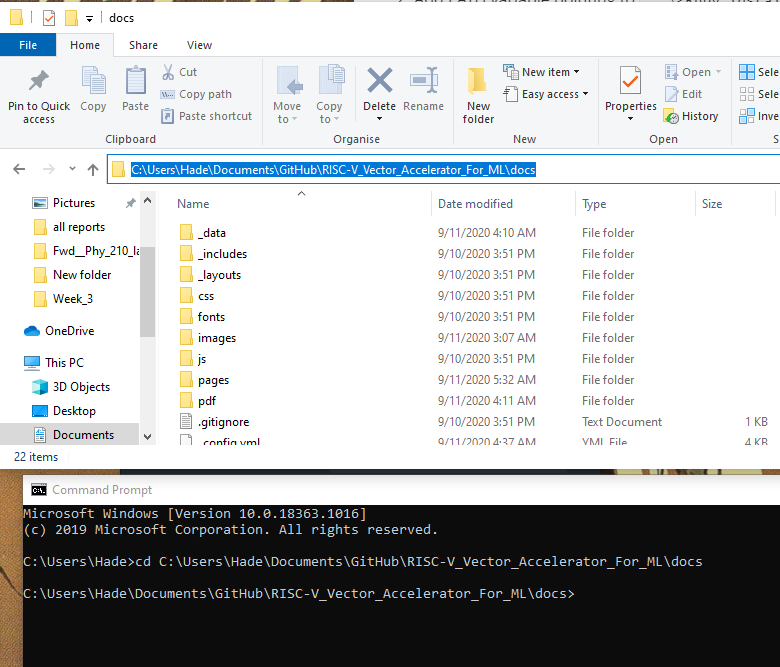 docs
File Home Share View
Pin to Quick access
Copy
Paste
Cut
Copy path
Paste shortcut
Clipboard
Move to
Copy to
Delete
Rename
Organise
New folder
New item
Easy access
New
Properties
Open
Edit
History
Open
C:\Users\Hade\Documents\GitHub\RISC-V_Vector_Accelerator_For_ML\docs
Pictures
all reports
Fwd__Phy_210_la
New folder
Week_3
OneDrive
This PC
3D Objects
Desktop
Documents
Name Date modified Type Size
_data 9/11/2020 4:10 AM File folder
_includes 9/10/2020 3:51 PM File folder
_layouts 9/10/2020 3:51 PM File folder
css 9/10/2020 3:51 PM File folder
fonts 9/10/2020 3:51 PM File folder
images 9/11/2020 3:07 AM File folder
js 9/10/2020 3:51 PM File folder
pages 9/11/2020 5:32 AM File folder
pdf 9/11/2020 4:11 AM File folder
.gitignore 9/10/2020 3:51 PM Text Document 1 KB
_config.yml 9/11/2020 4:37 AM YML File 4 KB
22 items
Command Prompt
Microsoft Windows [Version 10.0.18363.1016]
(c) 2019 Microsoft Corporation. All rights reserved.
C:\Users\Hade>cd C:\Users\Hade\Documents\GitHub\RISC-V_Vector_Accelerator_For_ML\docs
C:\Users\Hade\Documents\GitHub\RISC-V_Vector_Accelerator_For_ML\docs>